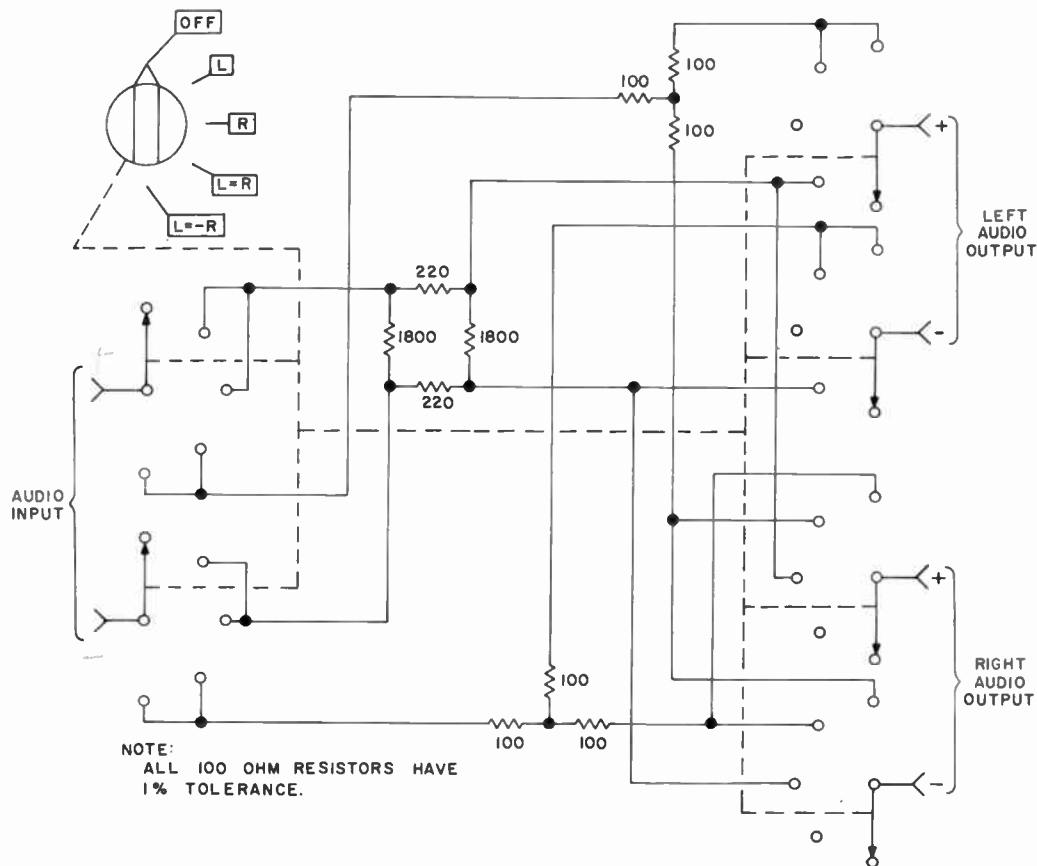 OFF
L
R
L=R
L=-R
100
100
100
+
-
LEFT
AUDIO
OUTPUT
220
1800
1800
220
AUDIO
INPUT
+
-
RIGHT
AUDIO
OUTPUT
100
100
100
NOTE:
ALL 100 OHM RESISTORS HAVE
1% TOLERANCE.